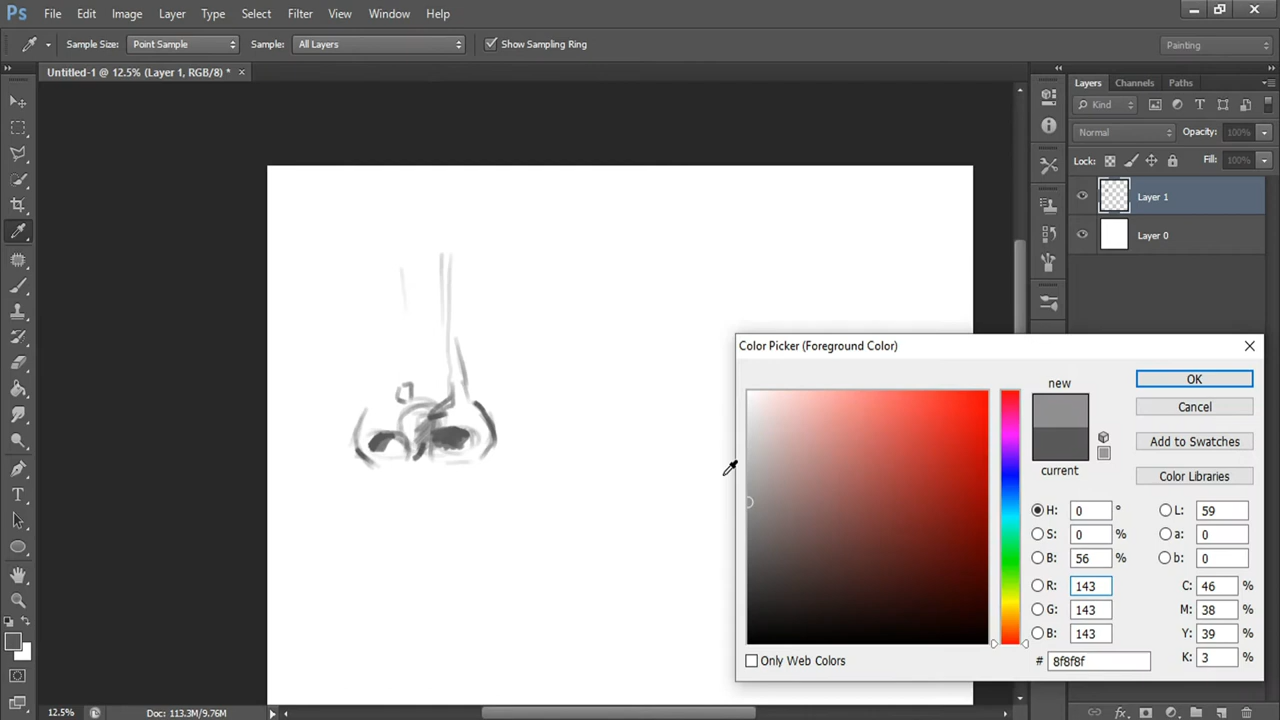 Ps File Edit Image Layer Type Select Filter View Window Help
Sample Size: Point Sample Sample: All Layers Show Sampling Ring Painting
Untitled-1 @ 12.5% (Layer 1, RGB/8) * ×
Layers Channels Paths
Kind
Normal Opacity: 100%
Lock: Fill: 100%
Layer 1
Layer 0
Color Picker (Foreground Color)
new
OK
Cancel
Add to Swatches
current
Color Libraries
H: 0 °
S: 0 %
B: 56 %
R: 143
G: 143
B: 143
# 8f8f8f
L: 59
a: 0
b: 0
C: 46 %
M: 38 %
Y: 39 %
K: 3 %
Only Web Colors
12.5% Doc: 113.3M/9.76M